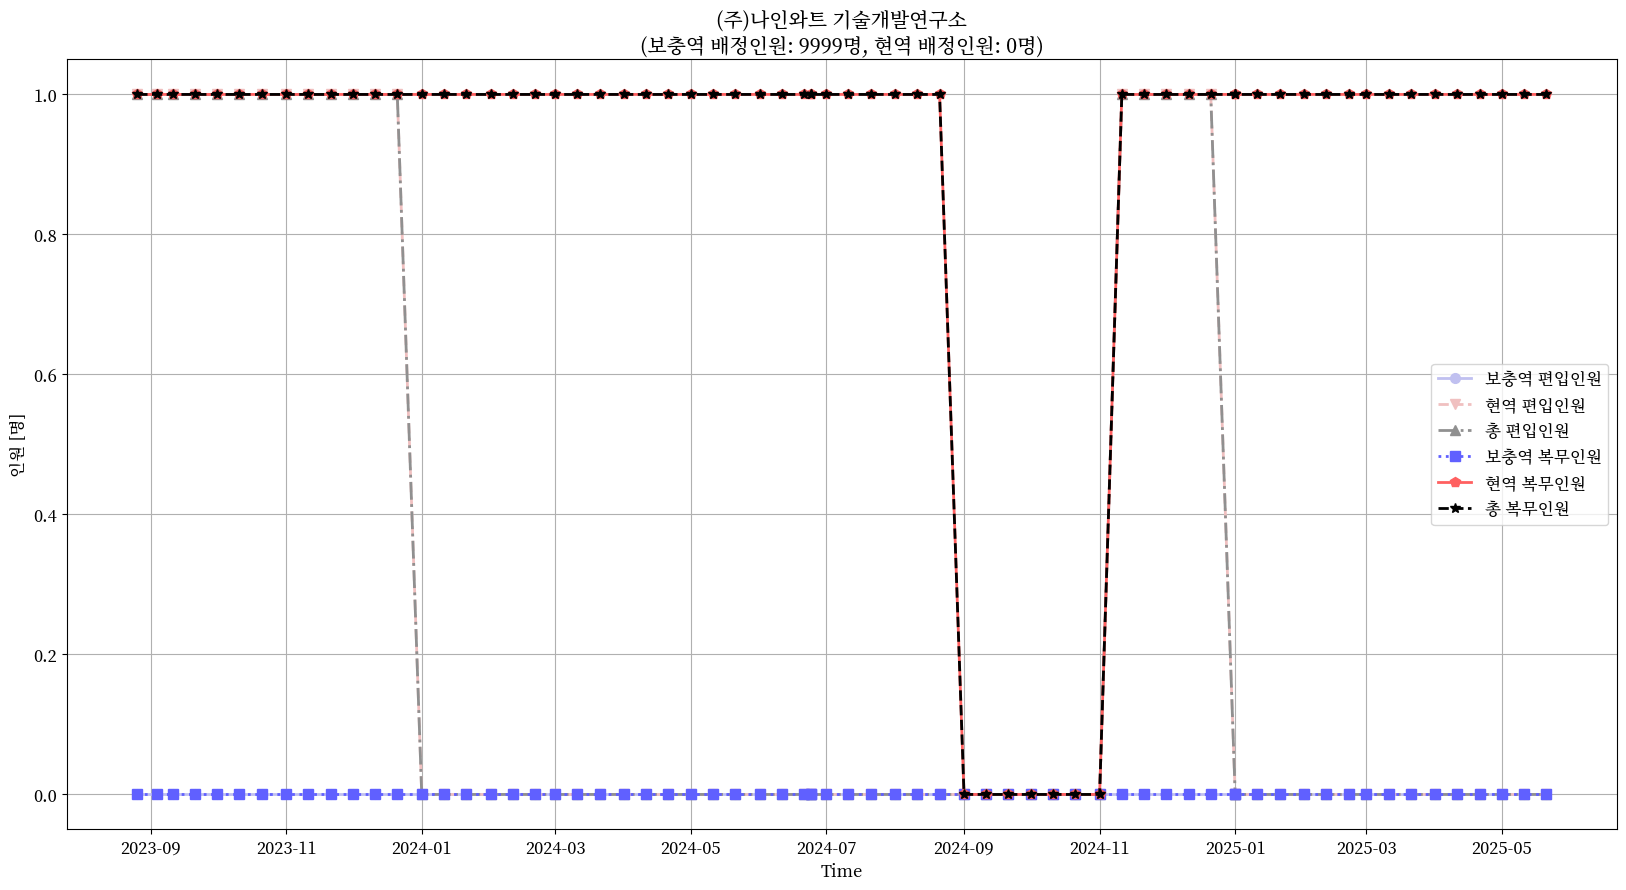 (주)나인와트 기술개발연구소
(보충역 배정인원: 9999명, 현역 배정인원: 0명)
인원 [명]
1.0
0.8
0.6
0.4
0.2
0.0
보충역 편입인원
현역 편입인원
총 편입인원
보충역 복무인원
현역 복무인원
총 복무인원
2023-09 2023-11 2024-01 2024-03 2024-05 2024-07 2024-09 2024-11 2025-01 2025-03 2025-05
Time